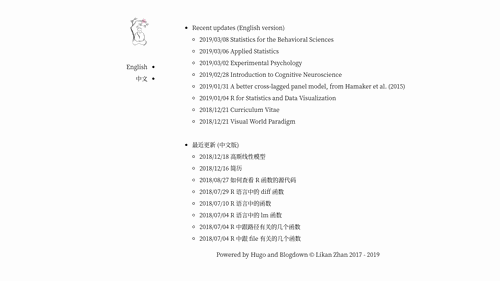 English
中文
Recent updates (English version)
2019/03/08 Statistics for the Behavioral Sciences
2019/03/06 Applied Statistics
2019/03/02 Experimental Psychology
2019/02/28 Introduction to Cognitive Neuroscience
2019/01/31 A better cross-lagged panel model, from Hamaker et al. (2015)
2019/01/04 R for Statistics and Data Visualization
2018/12/21 Curriculum Vitae
2018/12/21 Visual World Paradigm
最近更新 (中文版)
2018/12/18 高斯线性模型
2018/12/16 简历
2018/08/27 如何查看 R 函数的源代码
2018/07/29 R 语言中的 diff 函数
2018/07/10 R 语言中的函数
2018/07/04 R 语言中的 lm 函数
2018/07/04 R 中跟路径有关的几个函数
2018/07/04 R 中跟 file 有关的几个函数
Powered by Hugo and Blogdown © Likan Zhan 2017 - 2019